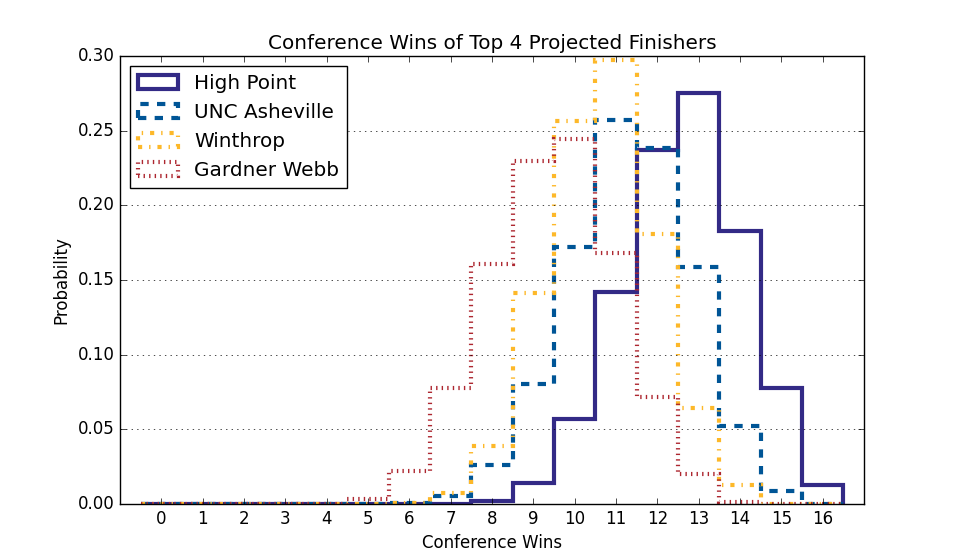 Conference Wins of Top 4 Projected Finishers
High Point
UNC Asheville
Winthrop
Gardner Webb
Probability
0.30
0.25
0.20
0.15
0.10
0.05
0.00
0 1 2 3 4 5 6 7 8 9 10 11 12 13 14 15 16
Conference Wins